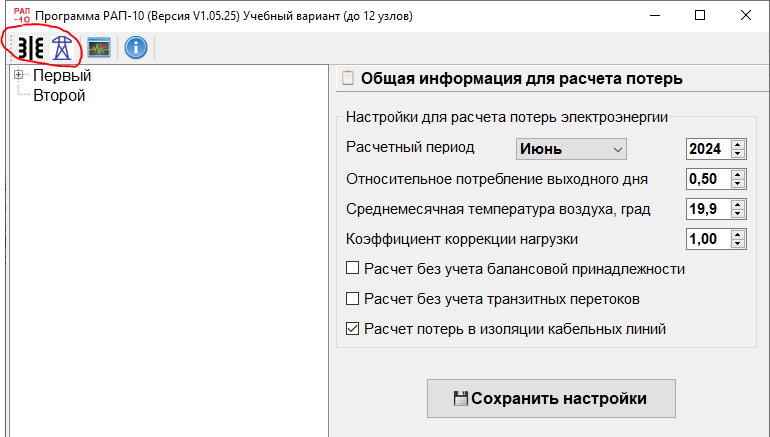 РАП
-10
Программа РАП-10 (Версия V1.05.25) Учебный вариант (до 12 узлов)
Первый
Второй
Общая информация для расчета потерь
Настройки для расчета потерь электроэнергии
Расчетный период Июнь 2024
Относительное потребление выходного дня 0,50
Среднемесячная температура воздуха, град 19,9
Коэффициент коррекции нагрузки 1,00
Расчет без учета балансовой принадлежности
Расчет без учета транзитных перетоков
Расчет потерь в изоляции кабельных линий
Сохранить настройки